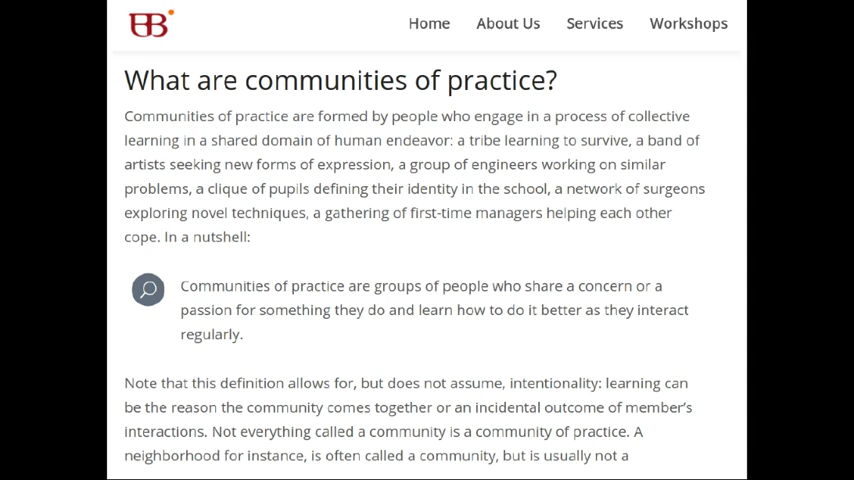 Home About Us Services Workshops
What are communities of practice?
Communities of practice are formed by people who engage in a process of collective
learning in a shared domain of human endeavor: a tribe learning to survive, a band of
artists seeking new forms of expression, a group of engineers working on similar
problems, a clique of pupils defining their identity in the school, a network of surgeons
exploring novel techniques, a gathering of first-time managers helping each other
cope. In a nutshell:
Communities of practice are groups of people who share a concern or a
passion for something they do and learn how to do it better as they interact
regularly.
Note that this definition allows for, but does not assume, intentionality: learning can
be the reason the community comes together or an incidental outcome of member’s
interactions. Not everything called a community is a community of practice. A
neighborhood for instance, is often called a community, but is usually not a